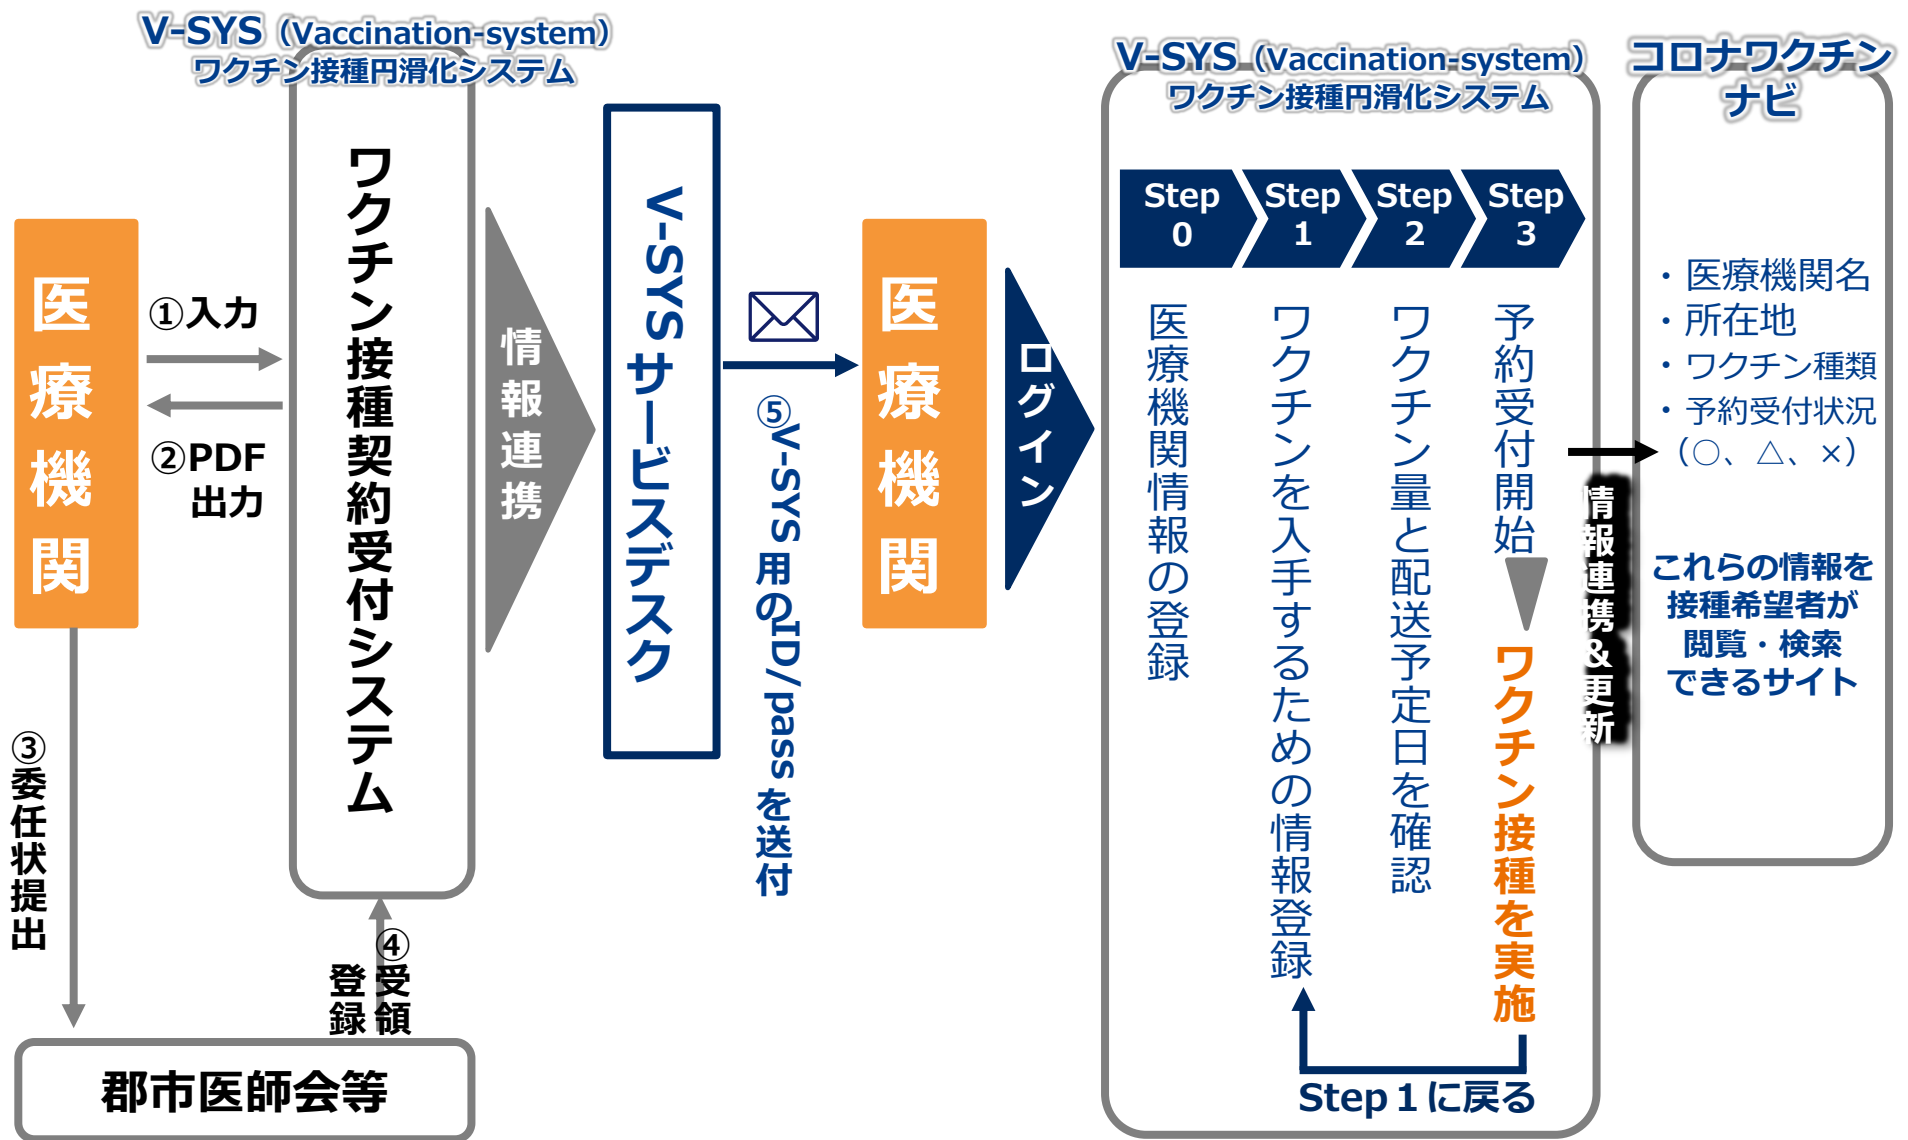 V-SYS（Vaccination-system）
ワクチン接種円滑化システム
医療機関
①入力
②PDF
出力
ワクチン接種契約受付システム
③委任状提出
④受領
登録
郡市医師会等
情報連携
V-SYSサービスデスク
⑤V-SYS用のID/passを送付
医療機関
ログイン
V-SYS（Vaccination-system）
ワクチン接種円滑化システム
Step
0
Step
1
Step
2
Step
3
医療機関情報の登録
ワクチンを入手するための情報登録
ワクチン量と配送予定日を確認
予約受付開始
ワクチン接種を実施
Step１に戻る
情報連携&更新
コロナワクチン
ナビ
・医療機関名
・所在地
・ワクチン種類
・予約受付状況
（○、△、×）
これらの情報を
接種希望者が
閲覧・検索
できるサイト